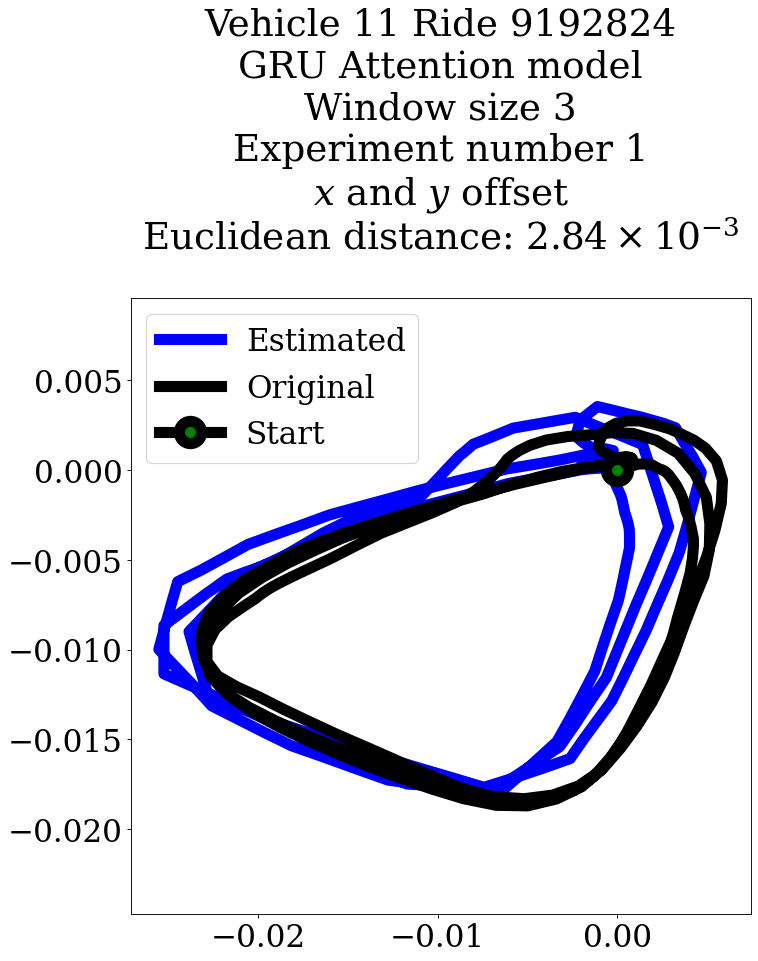 Vehicle 11 Ride 9192824
GRU Attention model
Window size 3
Experiment number 1
x and y offset
Euclidean distance: 2.84 × 10⁻³
Estimated
Original
Start
0.005
0.000
−0.005
−0.010
−0.015
−0.020
−0.02
−0.01
0.00